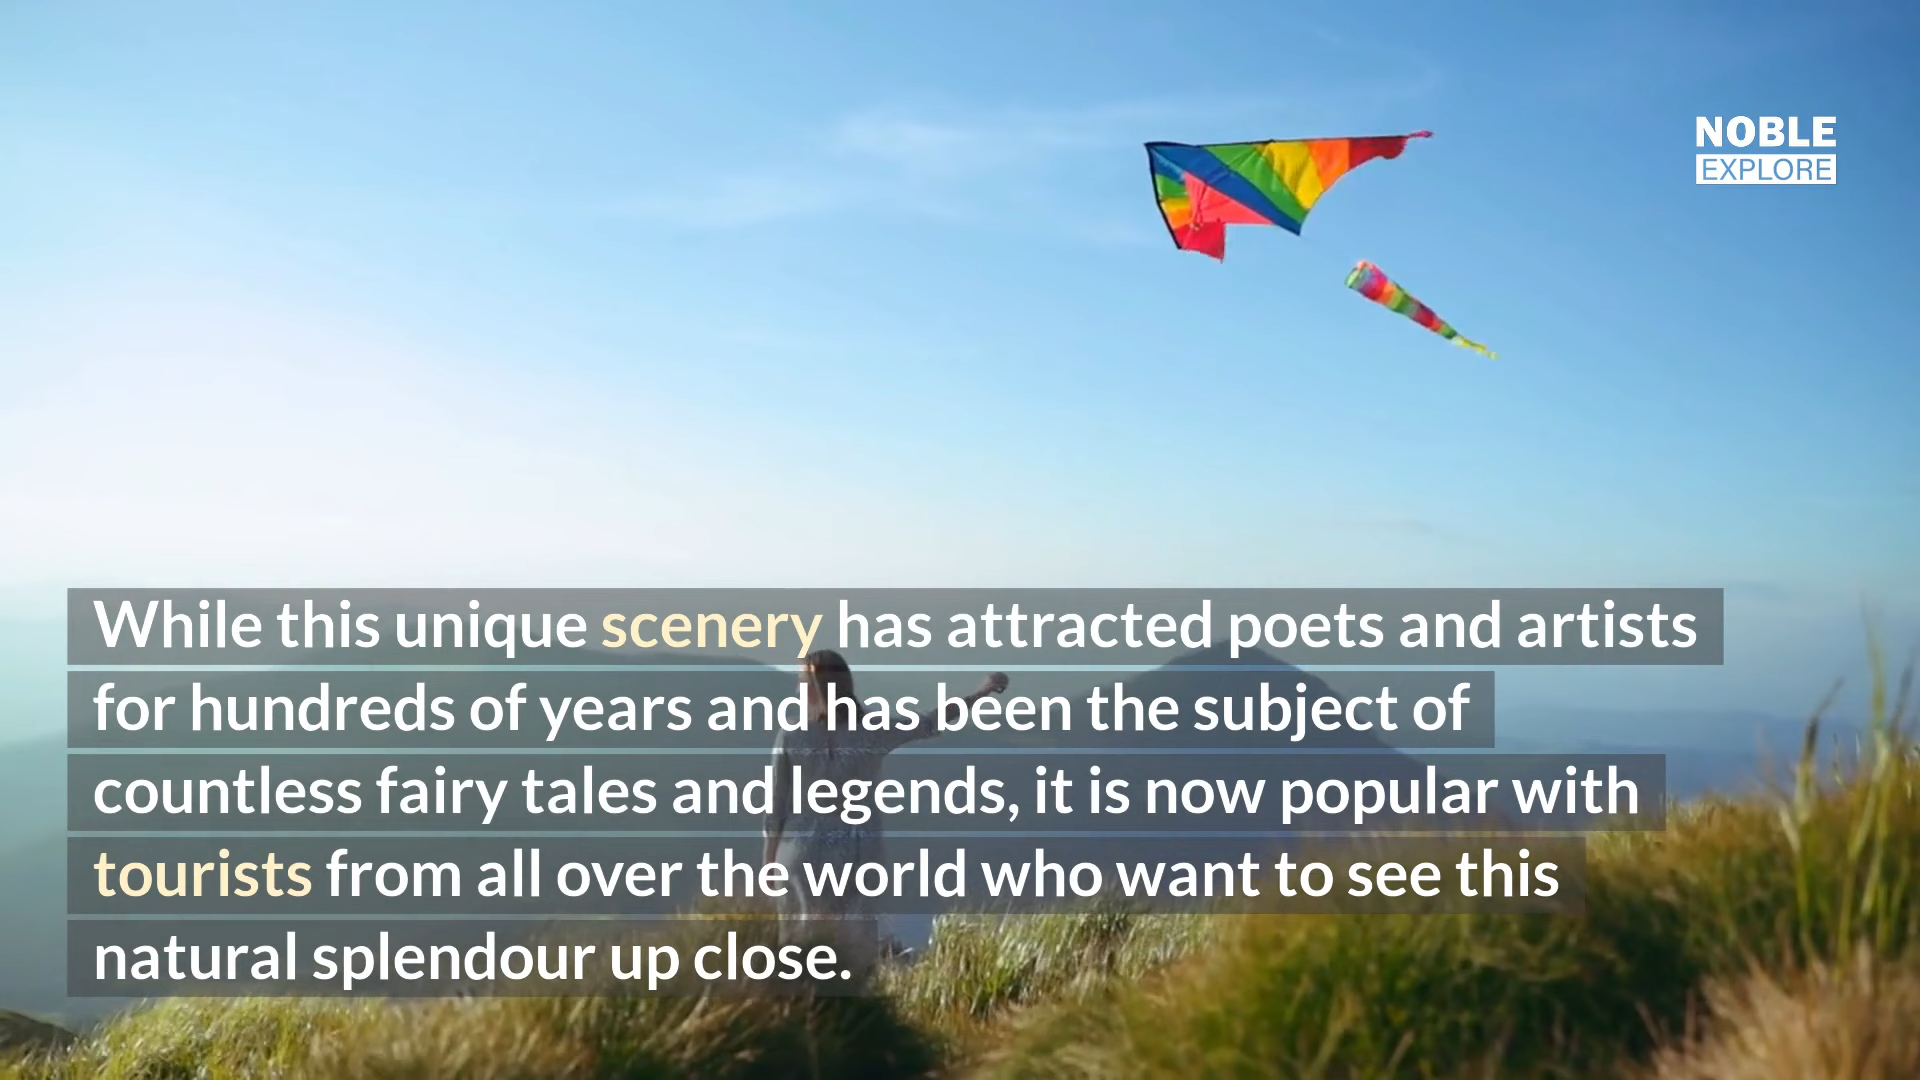 NOBLE
EXPLORE
While this unique scenery has attracted poets and artists
for hundreds of years and has been the subject of
countless fairy tales and legends, it is now popular with
tourists from all over the world who want to see this
natural splendour up close.